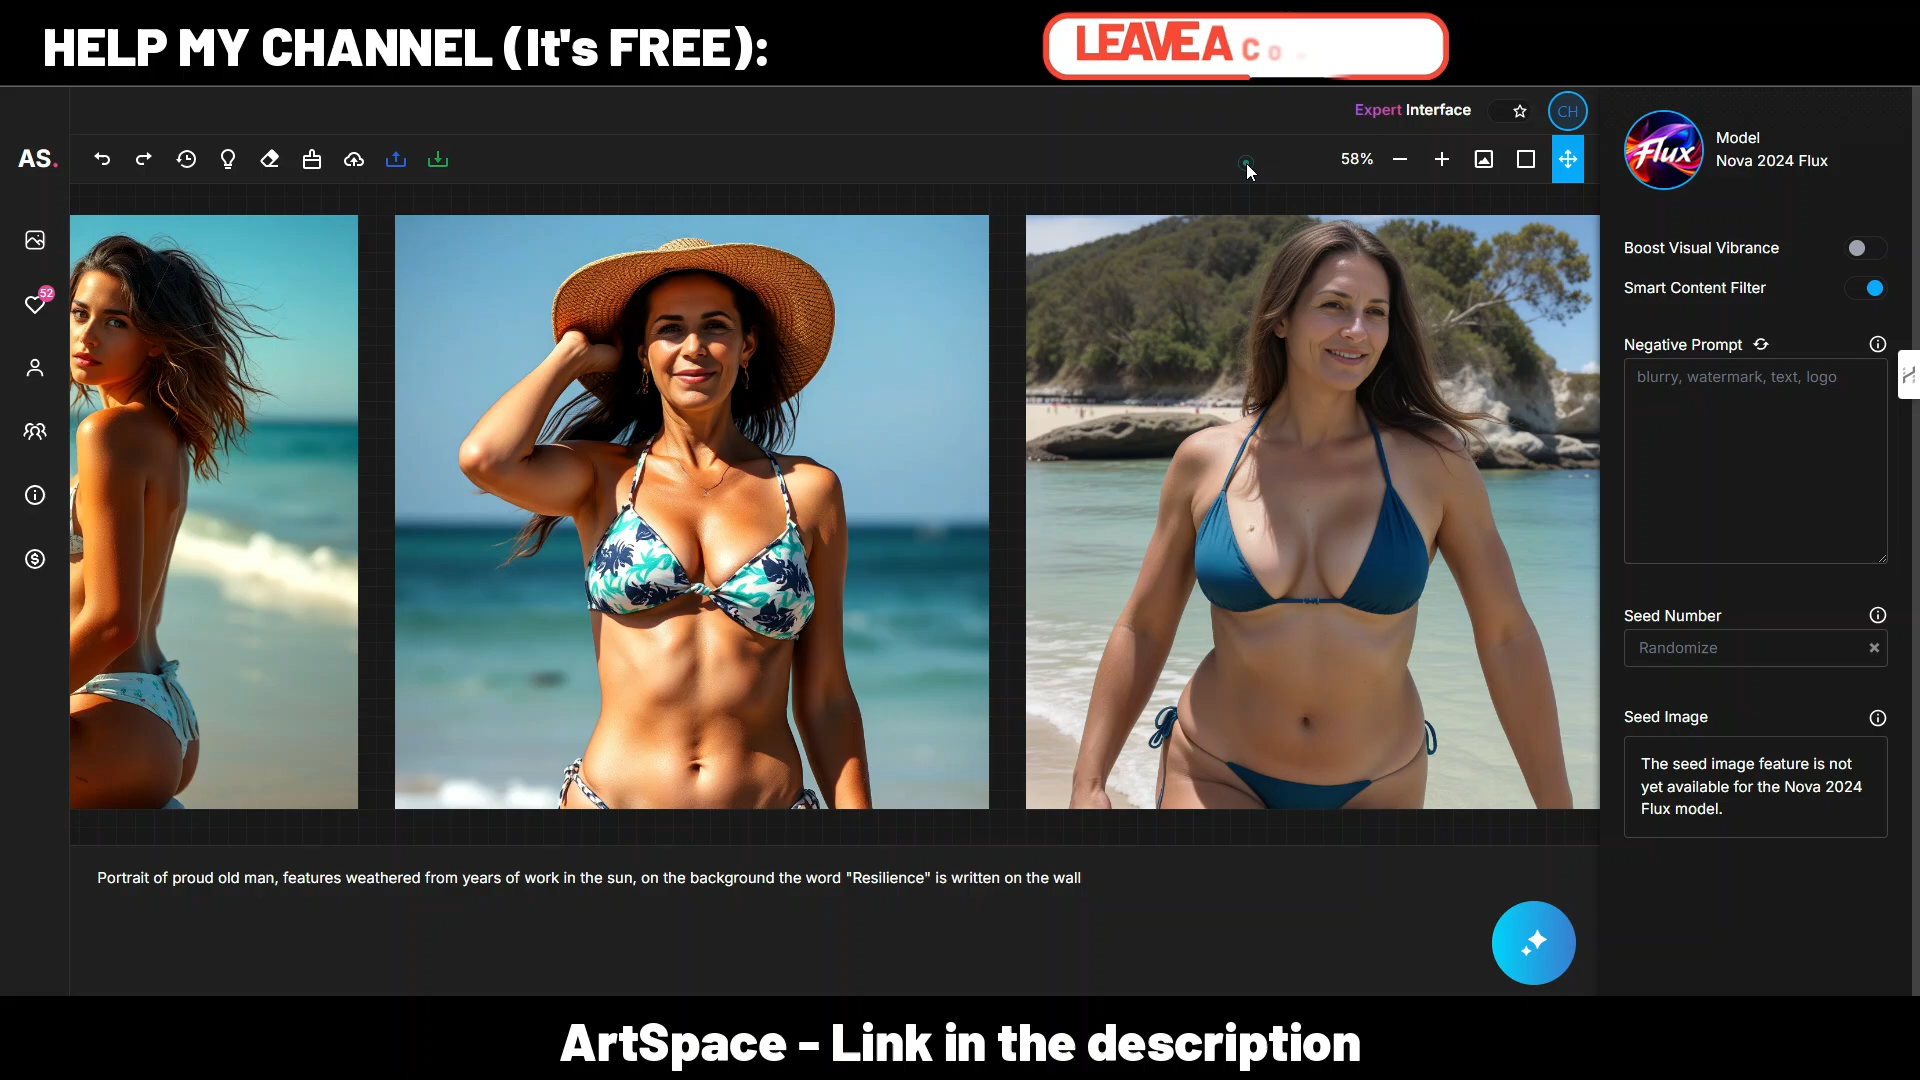 HELP MY CHANNEL (It's FREE):
LEAVE A Co
Expert Interface
CH
AS.
58%
Flux
Model
Nova 2024 Flux
Boost Visual Vibrance
Smart Content Filter
52
Negative Prompt
blurry, watermark, text, logo
Seed Number
Randomize
Seed Image
The seed image feature is not
yet available for the Nova 2024
Flux model.
Portrait of proud old man, features weathered from years of work in the sun, on the background the word "Resilience" is written on the wall
ArtSpace - Link in the description